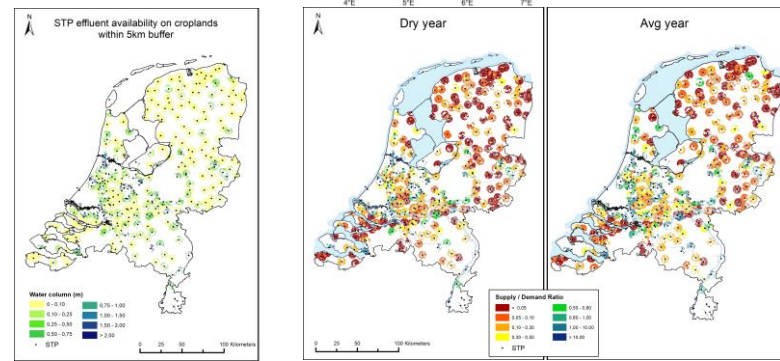 N
STP effluent availability on croplands
within 5km buffer
Water column (m)
0 - 0,10
0,10 - 0,25
0,25 - 0,50
0,50 - 0,75
0,75 - 1,00
1,00 - 1,50
1,50 - 2,00
> 2,00
STP
0 50 100 Kilometers
4°E 5°E 6°E 7°E
N
Dry year
0 50 100 Kilometers
N
Avg year
Supply / Demand Ratio
0,05 - 0,10
0,10 - 0,30
0,30 - 0,50
0,50 - 0,80
0,80 - 1,00
1,00 - 10,00
> 10,00
STP
0 50 100 Kilometers